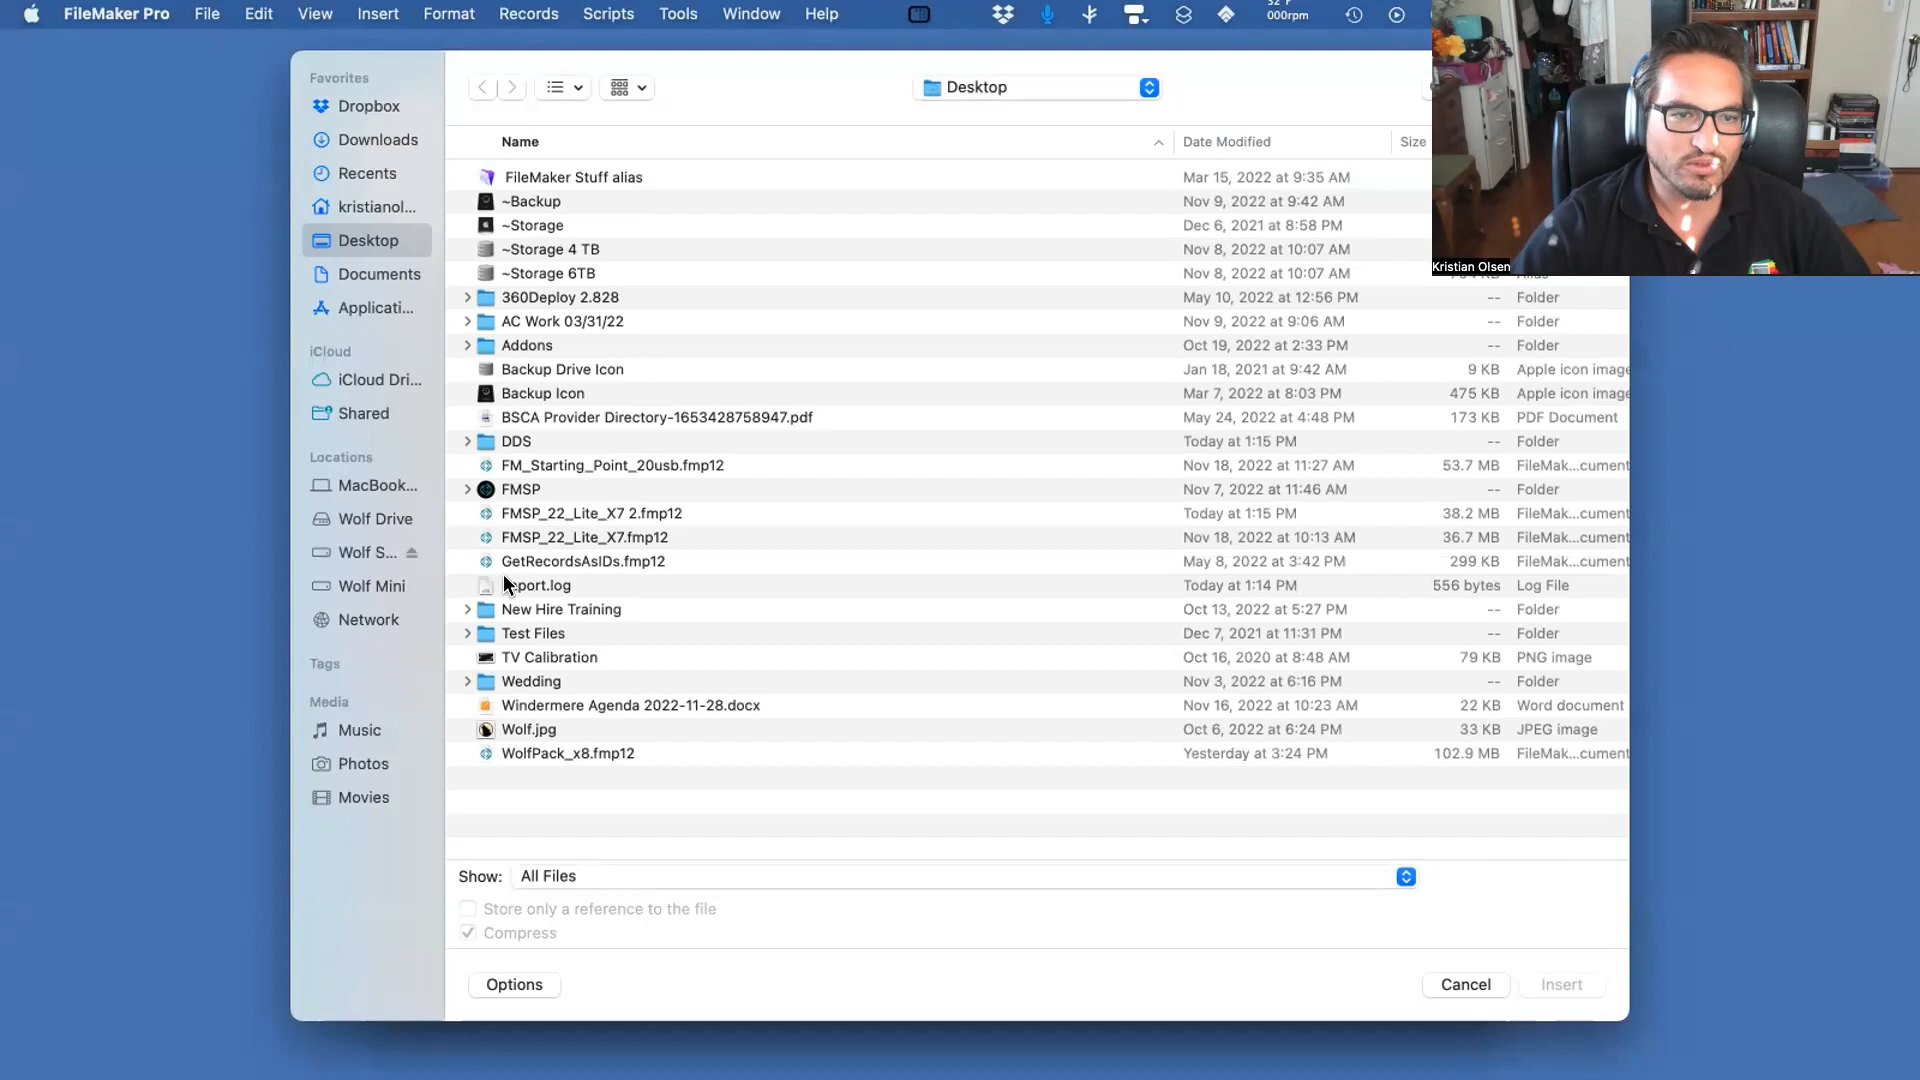 FileMaker Pro File Edit View Insert Format Records Scripts Tools Window Help
000rpm
Favorites
Dropbox
Downloads
Recents
kristianol...
Desktop
Documents
Applicati...
iCloud
iCloud Dri...
Shared
Locations
MacBook...
Wolf Drive
Wolf S...
Wolf Mini
Network
Tags
Media
Music
Photos
Movies
Desktop
Name Date Modified Size
FileMaker Stuff alias Mar 15, 2022 at 9:35 AM
~Backup Nov 9, 2022 at 9:42 AM
~Storage Dec 6, 2021 at 8:58 PM
~Storage 4 TB Nov 8, 2022 at 10:07 AM
~Storage 6TB Nov 8, 2022 at 10:07 AM
360Deploy 2.828 May 10, 2022 at 12:56 PM -- Folder
AC Work 03/31/22 Nov 9, 2022 at 9:06 AM -- Folder
Addons Oct 19, 2022 at 2:33 PM -- Folder
Backup Drive Icon Jan 18, 2021 at 9:42 AM 9 KB Apple icon image
Backup Icon Mar 7, 2022 at 8:03 PM 475 KB Apple icon image
BSCA Provider Directory-1653428758947.pdf May 24, 2022 at 4:48 PM 173 KB PDF Document
DDS Today at 1:15 PM -- Folder
FM_Starting_Point_20usb.fmp12 Nov 18, 2022 at 11:27 AM 53.7 MB FileMak...cument
FMSP Nov 7, 2022 at 11:46 AM -- Folder
FMSP_22_Lite_X7 2.fmp12 Today at 1:15 PM 38.2 MB FileMak...cument
FMSP_22_Lite_X7.fmp12 Nov 18, 2022 at 10:13 AM 36.7 MB FileMak...cument
GetRecordsAsIDs.fmp12 May 8, 2022 at 3:42 PM 299 KB FileMak...cument
port.log Today at 1:14 PM 556 bytes Log File
New Hire Training Oct 13, 2022 at 5:27 PM -- Folder
Test Files Dec 7, 2021 at 11:31 PM -- Folder
TV Calibration Oct 16, 2020 at 8:48 AM 79 KB PNG image
Wedding Nov 3, 2022 at 6:16 PM -- Folder
Windermere Agenda 2022-11-28.docx Nov 16, 2022 at 10:23 AM 22 KB Word document
Wolf.jpg Oct 6, 2022 at 6:24 PM 33 KB JPEG image
WolfPack_x8.fmp12 Yesterday at 3:24 PM 102.9 MB FileMak...cument
Show: All Files
Store only a reference to the file
Compress
Options Cancel Insert
Kristian Olsen